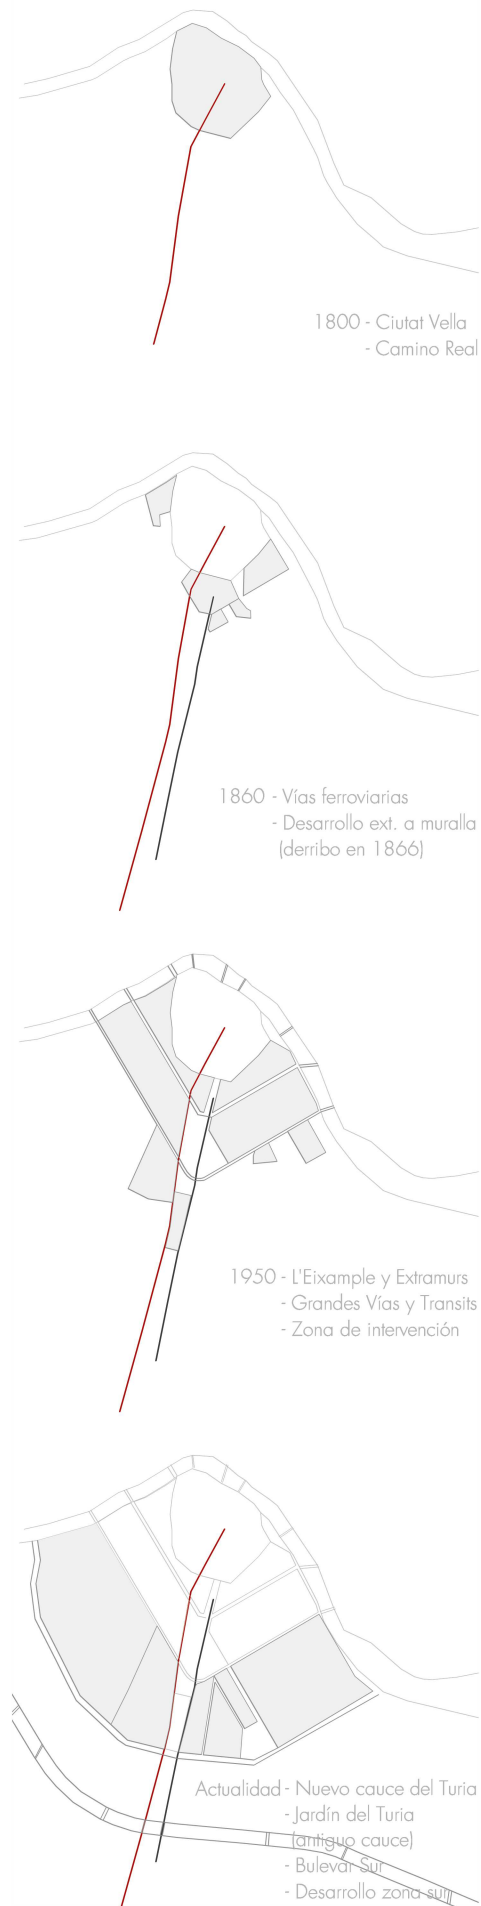 1800 - Ciutat Vella
- Camino Real
1860 - Vías ferroviarias
- Desarrollo ext. a muralla
(derribo en 1866)
1950 - L'Eixample y Extramurs
- Grandes Vías y Transits
- Zona de intervención
Actualidad - Nuevo cauce del Turia
- Jardín del Turia
(antiguo cauce)
- Bulevar Sur
- Desarrollo zona sur